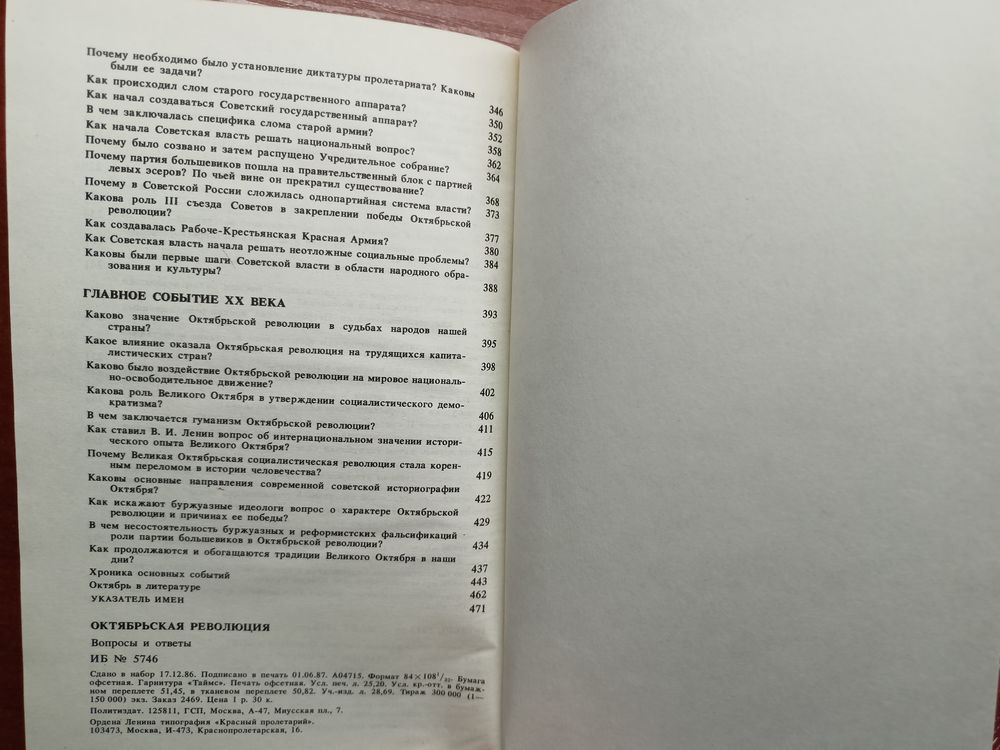 Почему необходимо было установление диктатуры пролетариата? Каковы
были ее задачи? 346
Как происходил слом старого государственного аппарата? 350
Как начал создаваться Советский государственный аппарат? 352
В чем заключалась специфика слома старой армии? 358
Как начала Советская власть решать национальный вопрос? 362
Почему было созвано и затем распущено Учредительное собрание? 364
Почему партия большевиков пошла на правительственный блок с партией
левых эсеров? По чьей вине он прекратил существование? 368
Почему в Советской России сложилась однопартийная система власти? 373
Какова роль III съезда Советов в закреплении победы Октябрьской
революции? 377
Как создавалась Рабоче-Крестьянская Красная Армия? 380
Как Советская власть начала решать неотложные социальные проблемы? 384
Каковы были первые шаги Советской власти в области народного обра-
зования и культуры? 388
ГЛАВНОЕ СОБЫТИЕ XX ВЕКА 393
Каково значение Октябрьской революции в судьбах народов нашей
страны? 395
Какое влияние оказала Октябрьская революция на трудящихся капита-
листических стран? 398
Каково было воздействие Октябрьской революции на мировое националь-
но-освободительное движение? 402
Какова роль Великого Октября в утверждении социалистического демо-
кратизма? 406
В чем заключается гуманизм Октябрьской революции? 411
Как ставил В. И. Ленин вопрос об интернациональном значении истори-
ческого опыта Великого Октября? 415
Почему Великая Октябрьская социалистическая революция стала корен-
ным переломом в истории человечества? 419
Каковы основные направления современной советской историографии
Октября? 422
Как искажают буржуазные идеологи вопрос о характере Октябрьской
революции и причинах ее победы? 429
В чем несостоятельность буржуазных и реформистских фальсификаций
роли партии большевиков в Октябрьской революции? 434
Как продолжаются и обогащаются традиции Великого Октября в наши
дни? 437
Хроника основных событий 443
Октябрь в литературе 462
УКАЗАТЕЛЬ ИМЕН 471
ОКТЯБРЬСКАЯ РЕВОЛЮЦИЯ
Вопросы и ответы
ИБ № 5746
Сдано в набор 17.12.86. Подписано в печать 01.06.87. А04715. Формат 84×108¹/₃₂. Бумага
офсетная. Гарнитура «Таймс». Печать офсетная. Усл. печ. л. 25,20. Усл. кр.-отт. в бумаж-
ном переплете 51,45, в тканевом переплете 50,82. Уч.-изд. л. 28,69. Тираж 300 000 (1—
150 000) экз. Заказ 2469. Цена 1 р. 30 к.
Политиздат. 125811, ГСП, Москва, А-47, Миусская пл., 7.
Ордена Ленина типография «Красный пролетарий».
103473, Москва, И-473, Краснопролетарская, 16.